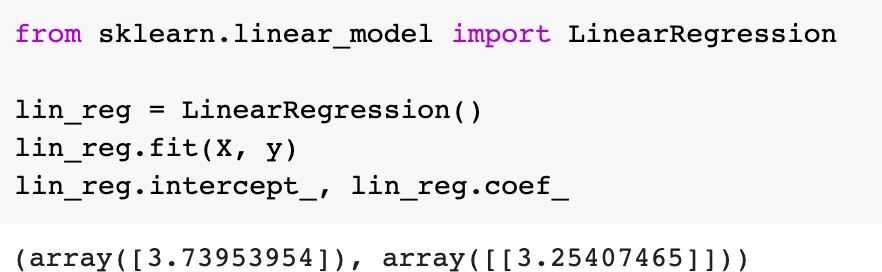 from sklearn.linear_model import LinearRegression
lin_reg = LinearRegression()
lin_reg.fit(X, y)
lin_reg.intercept_, lin_reg.coef_
(array([3.73953954]), array([[3.25407465]]))